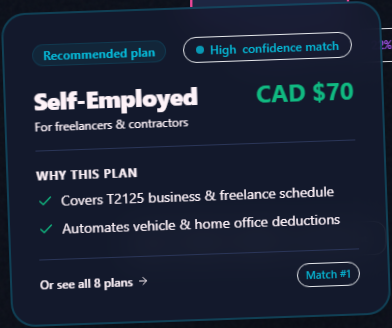 Recommended plan
High confidence match
Self-Employed
CAD $70
For freelancers & contractors
WHY THIS PLAN
✓ Covers T2125 business & freelance schedule
✓ Automates vehicle & home office deductions
Or see all 8 plans →
Match #1